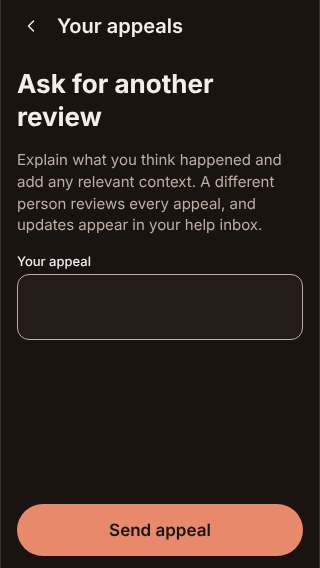 Your appeals
Ask for another
review
Explain what you think happened and
add any relevant context. A different
person reviews every appeal, and
updates appear in your help inbox.
Your appeal
Send appeal